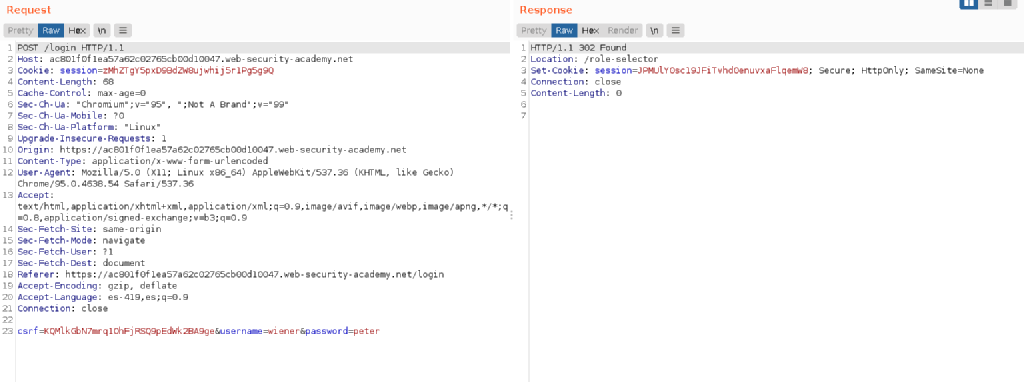 Request
Pretty Raw Hex \n
1 POST /login HTTP/1.1
2 Host: ac801f0f1ea57a62c02765cb00d10047.web-security-academy.net
3 Cookie: session=
4 Content-Length: 68
5 Cache-Control: max-age=0
6 Sec-Ch-Ua: "Chromium";v="95", ";Not A Brand";v="99"
7 Sec-Ch-Ua-Mobile: ?0
8 Sec-Ch-Ua-Platform: "Linux"
9 Upgrade-Insecure-Requests: 1
10 Origin: https://ac801f0f1ea57a62c02765cb00d10047.web-security-academy.net
11 Content-Type: application/x-www-form-urlencoded
12 User-Agent: Mozilla/5.0 (X11; Linux x86_64) AppleWebKit/537.36 (KHTML, like Gecko)
Chrome/95.0.4638.54 Safari/537.36
13 Accept:
text/html,application/xhtml+xml,application/xml;q=0.9,image/avif,image/webp,image/apng,*/*;q
=0.8,application/signed-exchange;v=b3;q=0.9
14 Sec-Fetch-Site: same-origin
15 Sec-Fetch-Mode: navigate
16 Sec-Fetch-User: ?1
17 Sec-Fetch-Dest: document
18 Referer: https://ac801f0f1ea57a62c02765cb00d10047.web-security-academy.net/login
19 Accept-Encoding: gzip, deflate
20 Accept-Language: es-419,es;q=0.9
21 Connection: close
22
23 csrf=&username=wiener&password=peter
Response
Pretty Raw Hex Render \n
1 HTTP/1.1 302 Found
2 Location: /role-selector
3 Set-Cookie: session=; Secure; HttpOnly; SameSite=None
4 Connection: close
5 Content-Length: 0
6
7